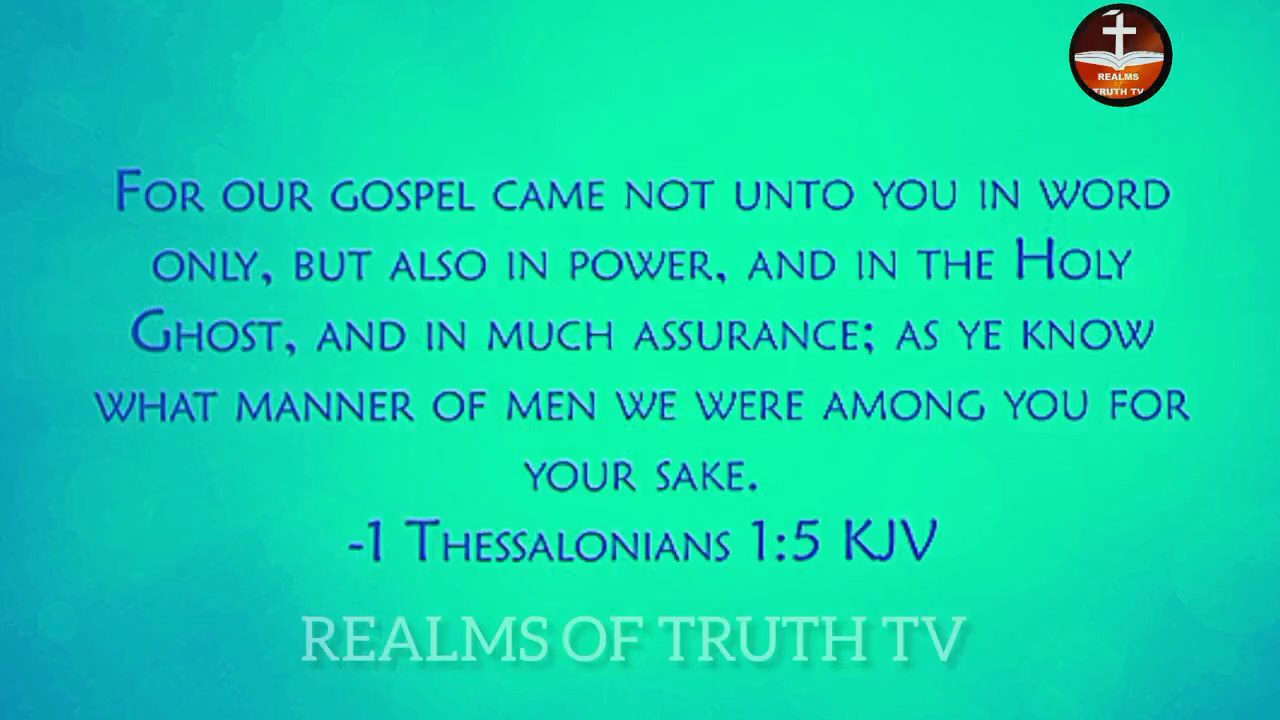 REALMS
TRUTH TV
FOR OUR GOSPEL CAME NOT UNTO YOU IN WORD
ONLY, BUT ALSO IN POWER, AND IN THE HOLY
GHOST, AND IN MUCH ASSURANCE; AS YE KNOW
WHAT MANNER OF MEN WE WERE AMONG YOU FOR
YOUR SAKE.
-1 THESSALONIANS 1:5 KJV
REALMS OF TRUTH TV